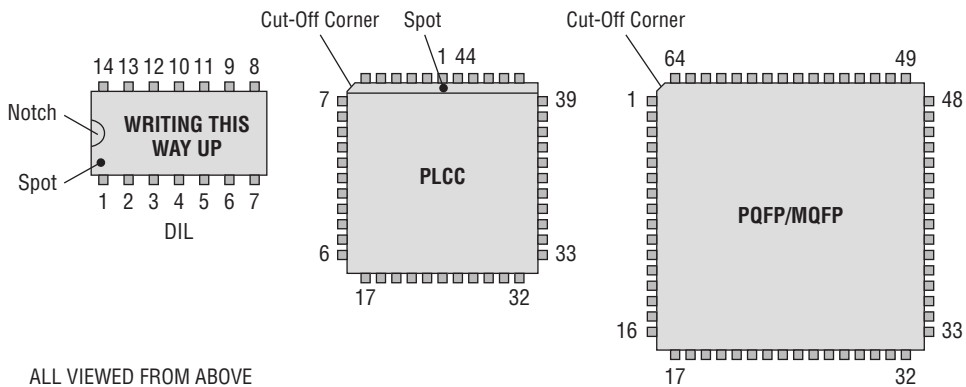 Cut-Off Corner Spot Cut-Off Corner
14 13 12 10 11 9 8
1 44
64 49
Notch
WRITING THIS
WAY UP
Spot
1 2 3 4 5 6 7
DIL
7 39
PLCC
6 33
17 32
1 48
PQFP/MQFP
16 33
17 32
ALL VIEWED FROM ABOVE